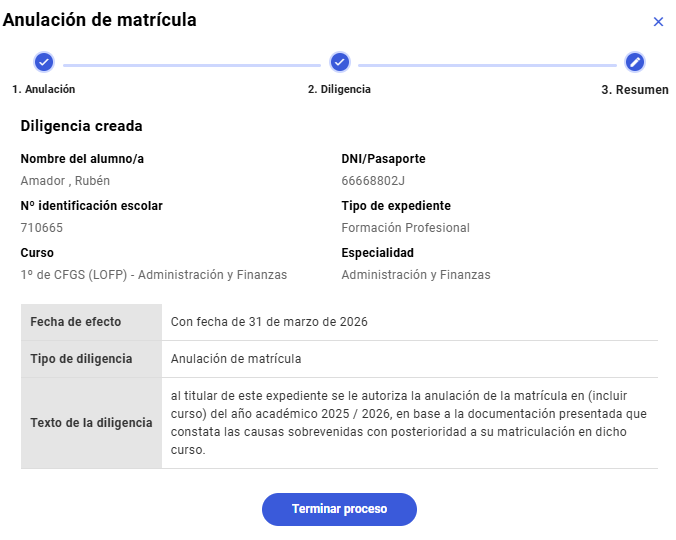 Anulación de matrícula
1. Anulación
2. Diligencia
3. Resumen
Diligencia creada
Nombre del alumno/a
DNI/Pasaporte
Amador , Rubén
66668802J
Nº identificación escolar
Tipo de expediente
710665
Formación Profesional
Curso
Especialidad
1º de CFGS (LOFP) - Administración y Finanzas
Administración y Finanzas
Fecha de efecto
Con fecha de 31 de marzo de 2026
Tipo de diligencia
Anulación de matrícula
Texto de la diligencia
al titular de este expediente se le autoriza la anulación de la matrícula en (incluir
curso) del año académico 2025 / 2026, en base a la documentación presentada que
constata las causas sobrevenidas con posterioridad a su matriculación en dicho
curso.
Terminar proceso